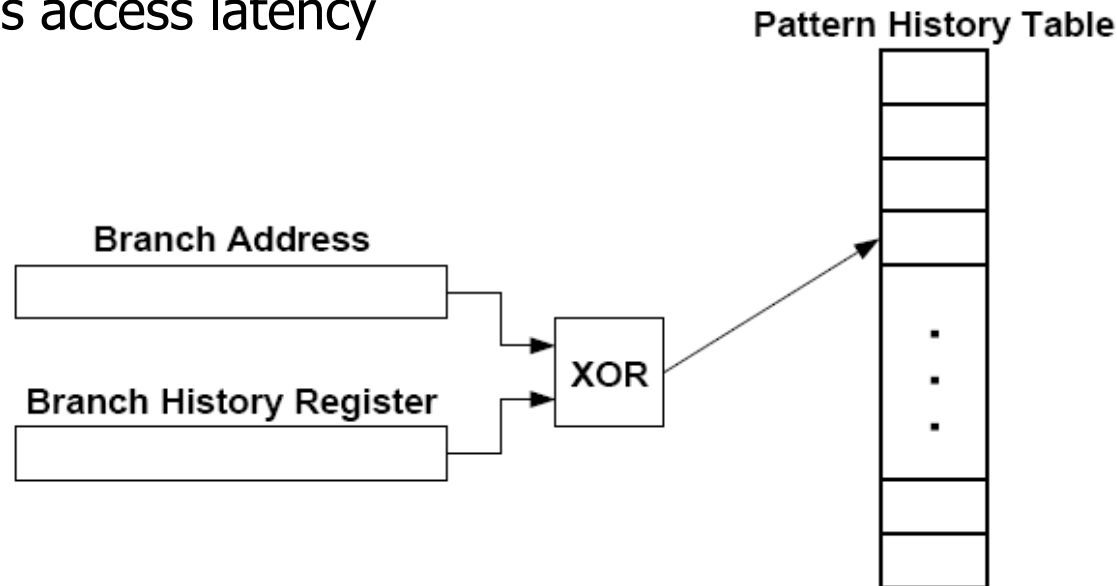 s access latency
Pattern History Table
Branch Address
XOR
Branch History Register